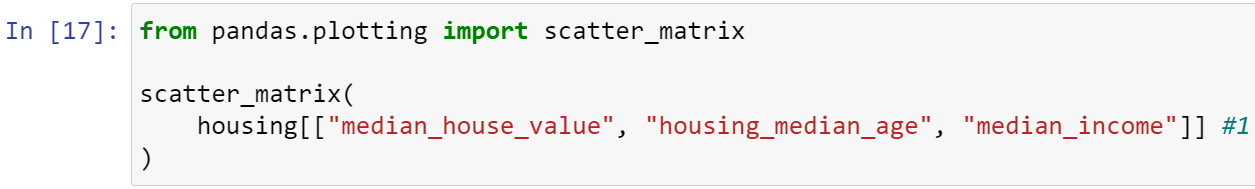 In [17]: from pandas.plotting import scatter_matrix
scatter_matrix(
housing[["median_house_value", "housing_median_age", "median_income"]] #1
)